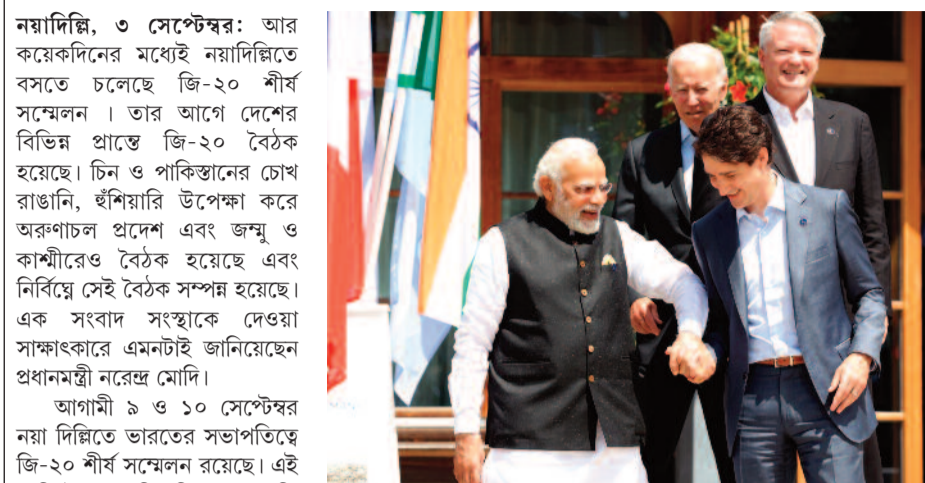 নয়াদিল্লি, ৩ সেপ্টেম্বর: আর
কয়েকদিনের মধ্যেই নয়াদিল্লিতে
বসতে চলেছে জি-২০ শীর্ষ
সম্মেলন । তার আগে দেশের
বিভিন্ন প্রান্তে জি-২০ বৈঠক
হয়েছে। চিন ও পাকিস্তানের চোখ
রাঙানি, হুঁশিয়ারি উপেক্ষা করে
অরুণাচল প্রদেশ এবং জম্মু ও
কাশ্মীরেও বৈঠক হয়েছে এবং
নির্বিঘ্নে সেই বৈঠক সম্পন্ন হয়েছে।
এক সংবাদ সংস্থাকে দেওয়া
সাক্ষাৎকারে এমনটাই জানিয়েছেন
প্রধানমন্ত্রী নরেন্দ্র মোদি।
আগামী ৯ ও ১০ সেপ্টেম্বর
নয়া দিল্লিতে ভারতের সভাপতিত্বে
জি-২০ শীর্ষ সম্মেলন রয়েছে। এই